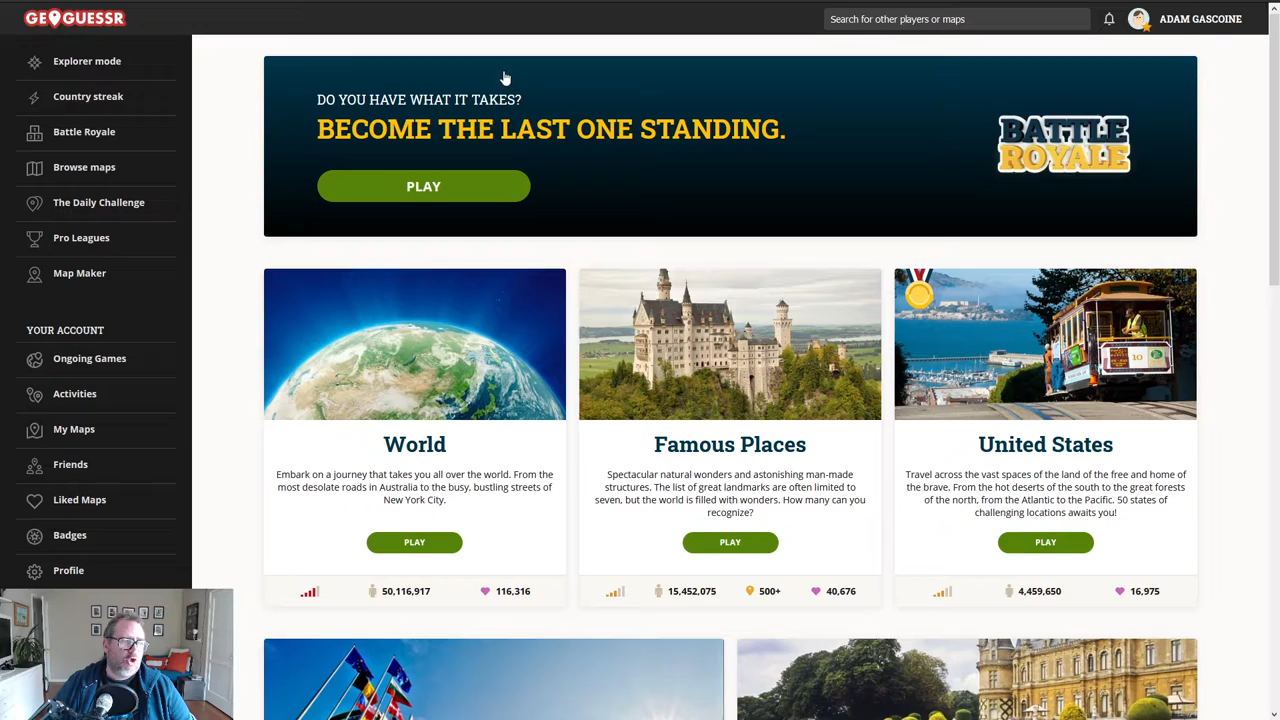 GEOGUESSR
Search for other players or maps
ADAM GASCOINE
Explorer mode
Country streak
Battle Royale
Browse maps
The Daily Challenge
Pro Leagues
Map Maker
YOUR ACCOUNT
Ongoing Games
Activities
My Maps
Friends
Liked Maps
Badges
Profile
DO YOU HAVE WHAT IT TAKES?
BECOME THE LAST ONE STANDING.
PLAY
BATTLE
ROYALE
World
Embark on a journey that takes you all over the world. From the
most desolate roads in Australia to the busy, bustling streets of
New York City.
PLAY
50,116,917
116,316
Famous Places
Spectacular natural wonders and astonishing man-made
structures. The list of great landmarks are often limited to
seven, but the world is filled with wonders. How many can you
recognize?
PLAY
15,452,075
500+
40,676
10
United States
Travel across the vast spaces of the land of the free and home of
the brave. From the hot deserts of the south to the great forests
of the north, from the Atlantic to the Pacific. 50 states of
challenging locations awaits you!
PLAY
4,459,650
16,975